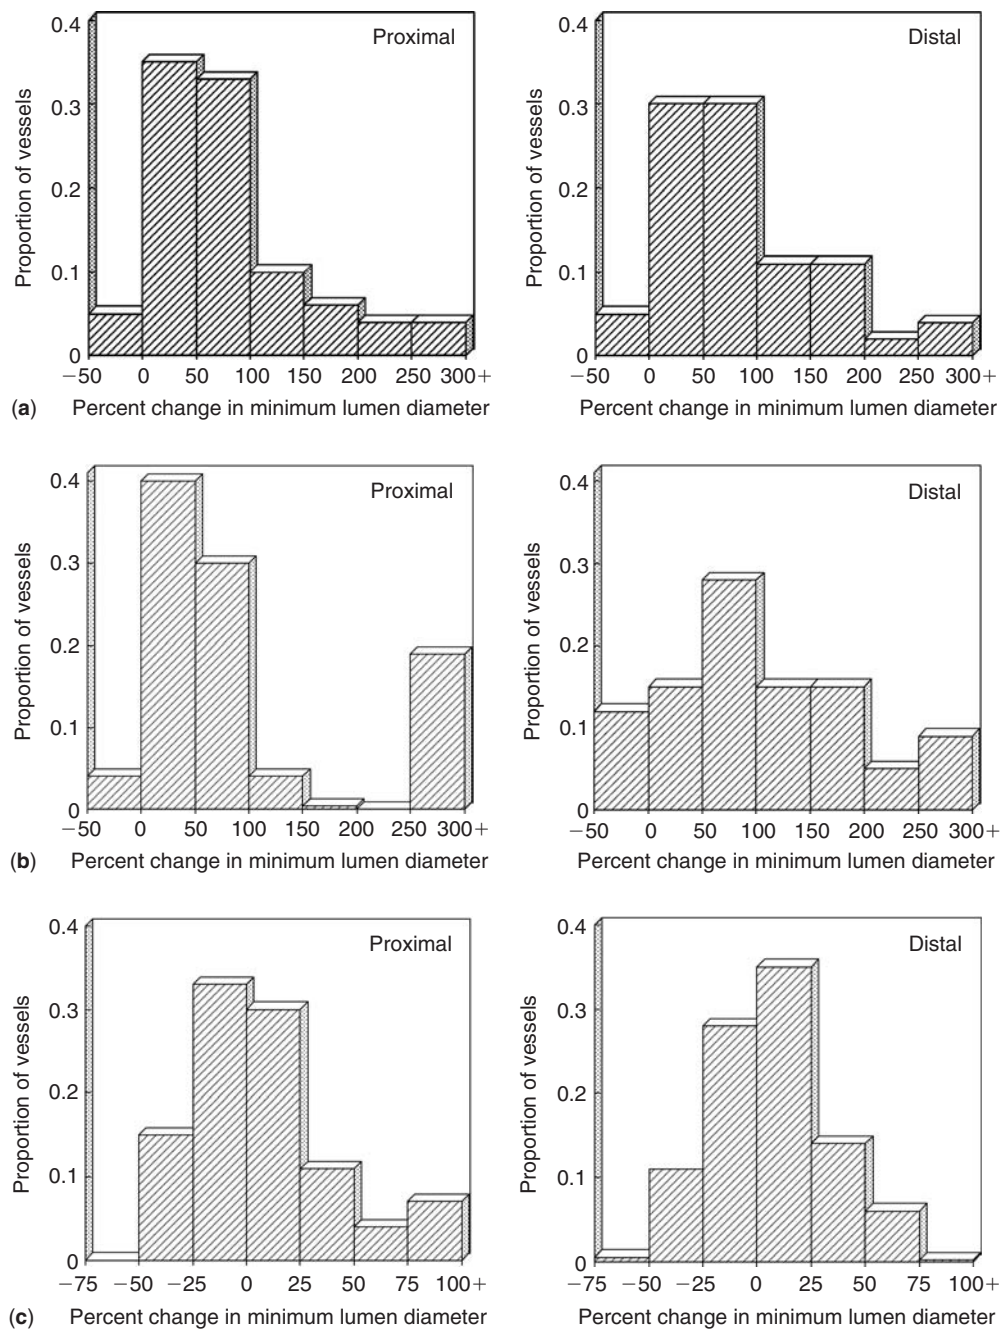 0.4
0.3
0.2
0.1
0
Proportion of vessels
Proximal
−50 0 50 100 150 200 250 300+
(a) Percent change in minimum lumen diameter
0.4
0.3
0.2
0.1
0
Proportion of vessels
Distal
−50 0 50 100 150 200 250 300+
Percent change in minimum lumen diameter
0.4
0.3
0.2
0.1
0
Proportion of vessels
Proximal
−50 0 50 100 150 200 250 300+
(b) Percent change in minimum lumen diameter
0.4
0.3
0.2
0.1
0
Proportion of vessels
Distal
−50 0 50 100 150 200 250 300+
Percent change in minimum lumen diameter
0.4
0.3
0.2
0.1
0
Proportion of vessels
Proximal
−75 −50 −25 0 25 50 75 100+
(c) Percent change in minimum lumen diameter
0.4
0.3
0.2
0.1
0
Proportion of vessels
Distal
−75 −50 −25 0 25 50 75 100+
Percent change in minimum lumen diameter